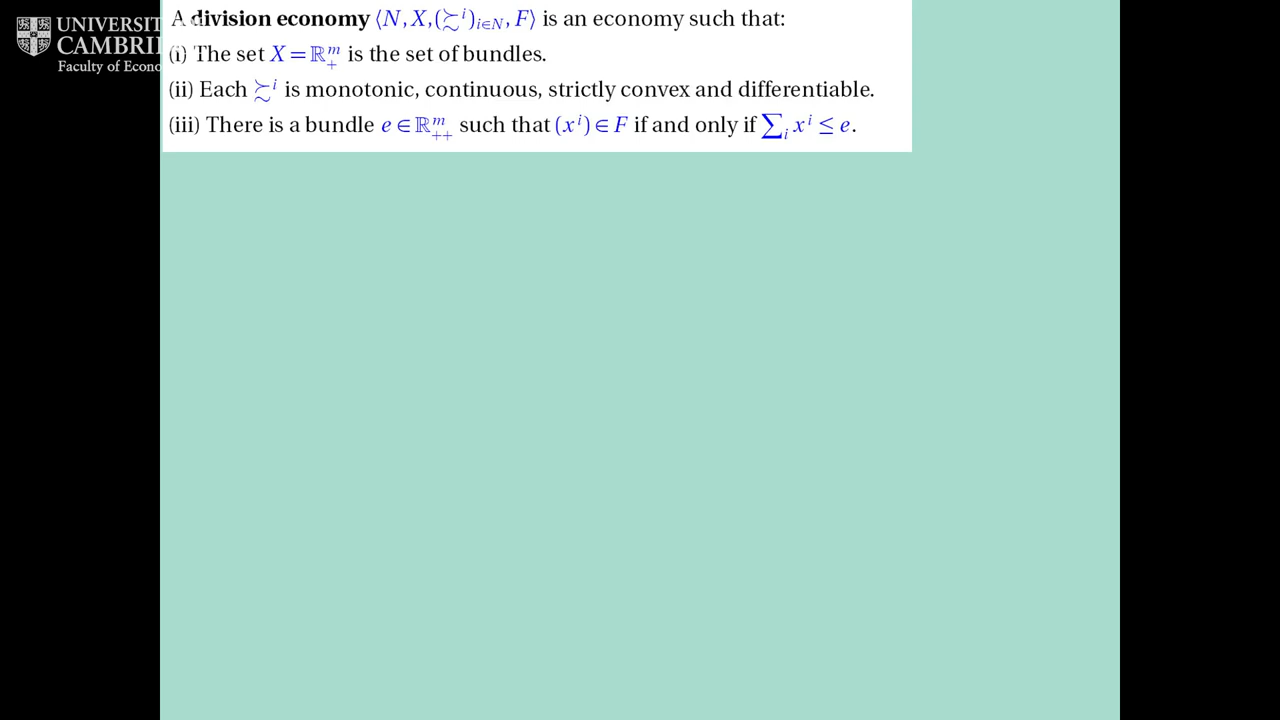 UNIVERSIT
CAMBRI
Faculty of Econo
A division economy ⟨N, X, (≿ⁱ)ᵢ∈N, F⟩ is an economy such that:
(i) The set X = ℝ₊ᵐ is the set of bundles.
(ii) Each ≿ⁱ is monotonic, continuous, strictly convex and differentiable.
(iii) There is a bundle e ∈ ℝ₊₊ᵐ such that (xⁱ) ∈ F if and only if ∑ᵢ xⁱ ≤ e.